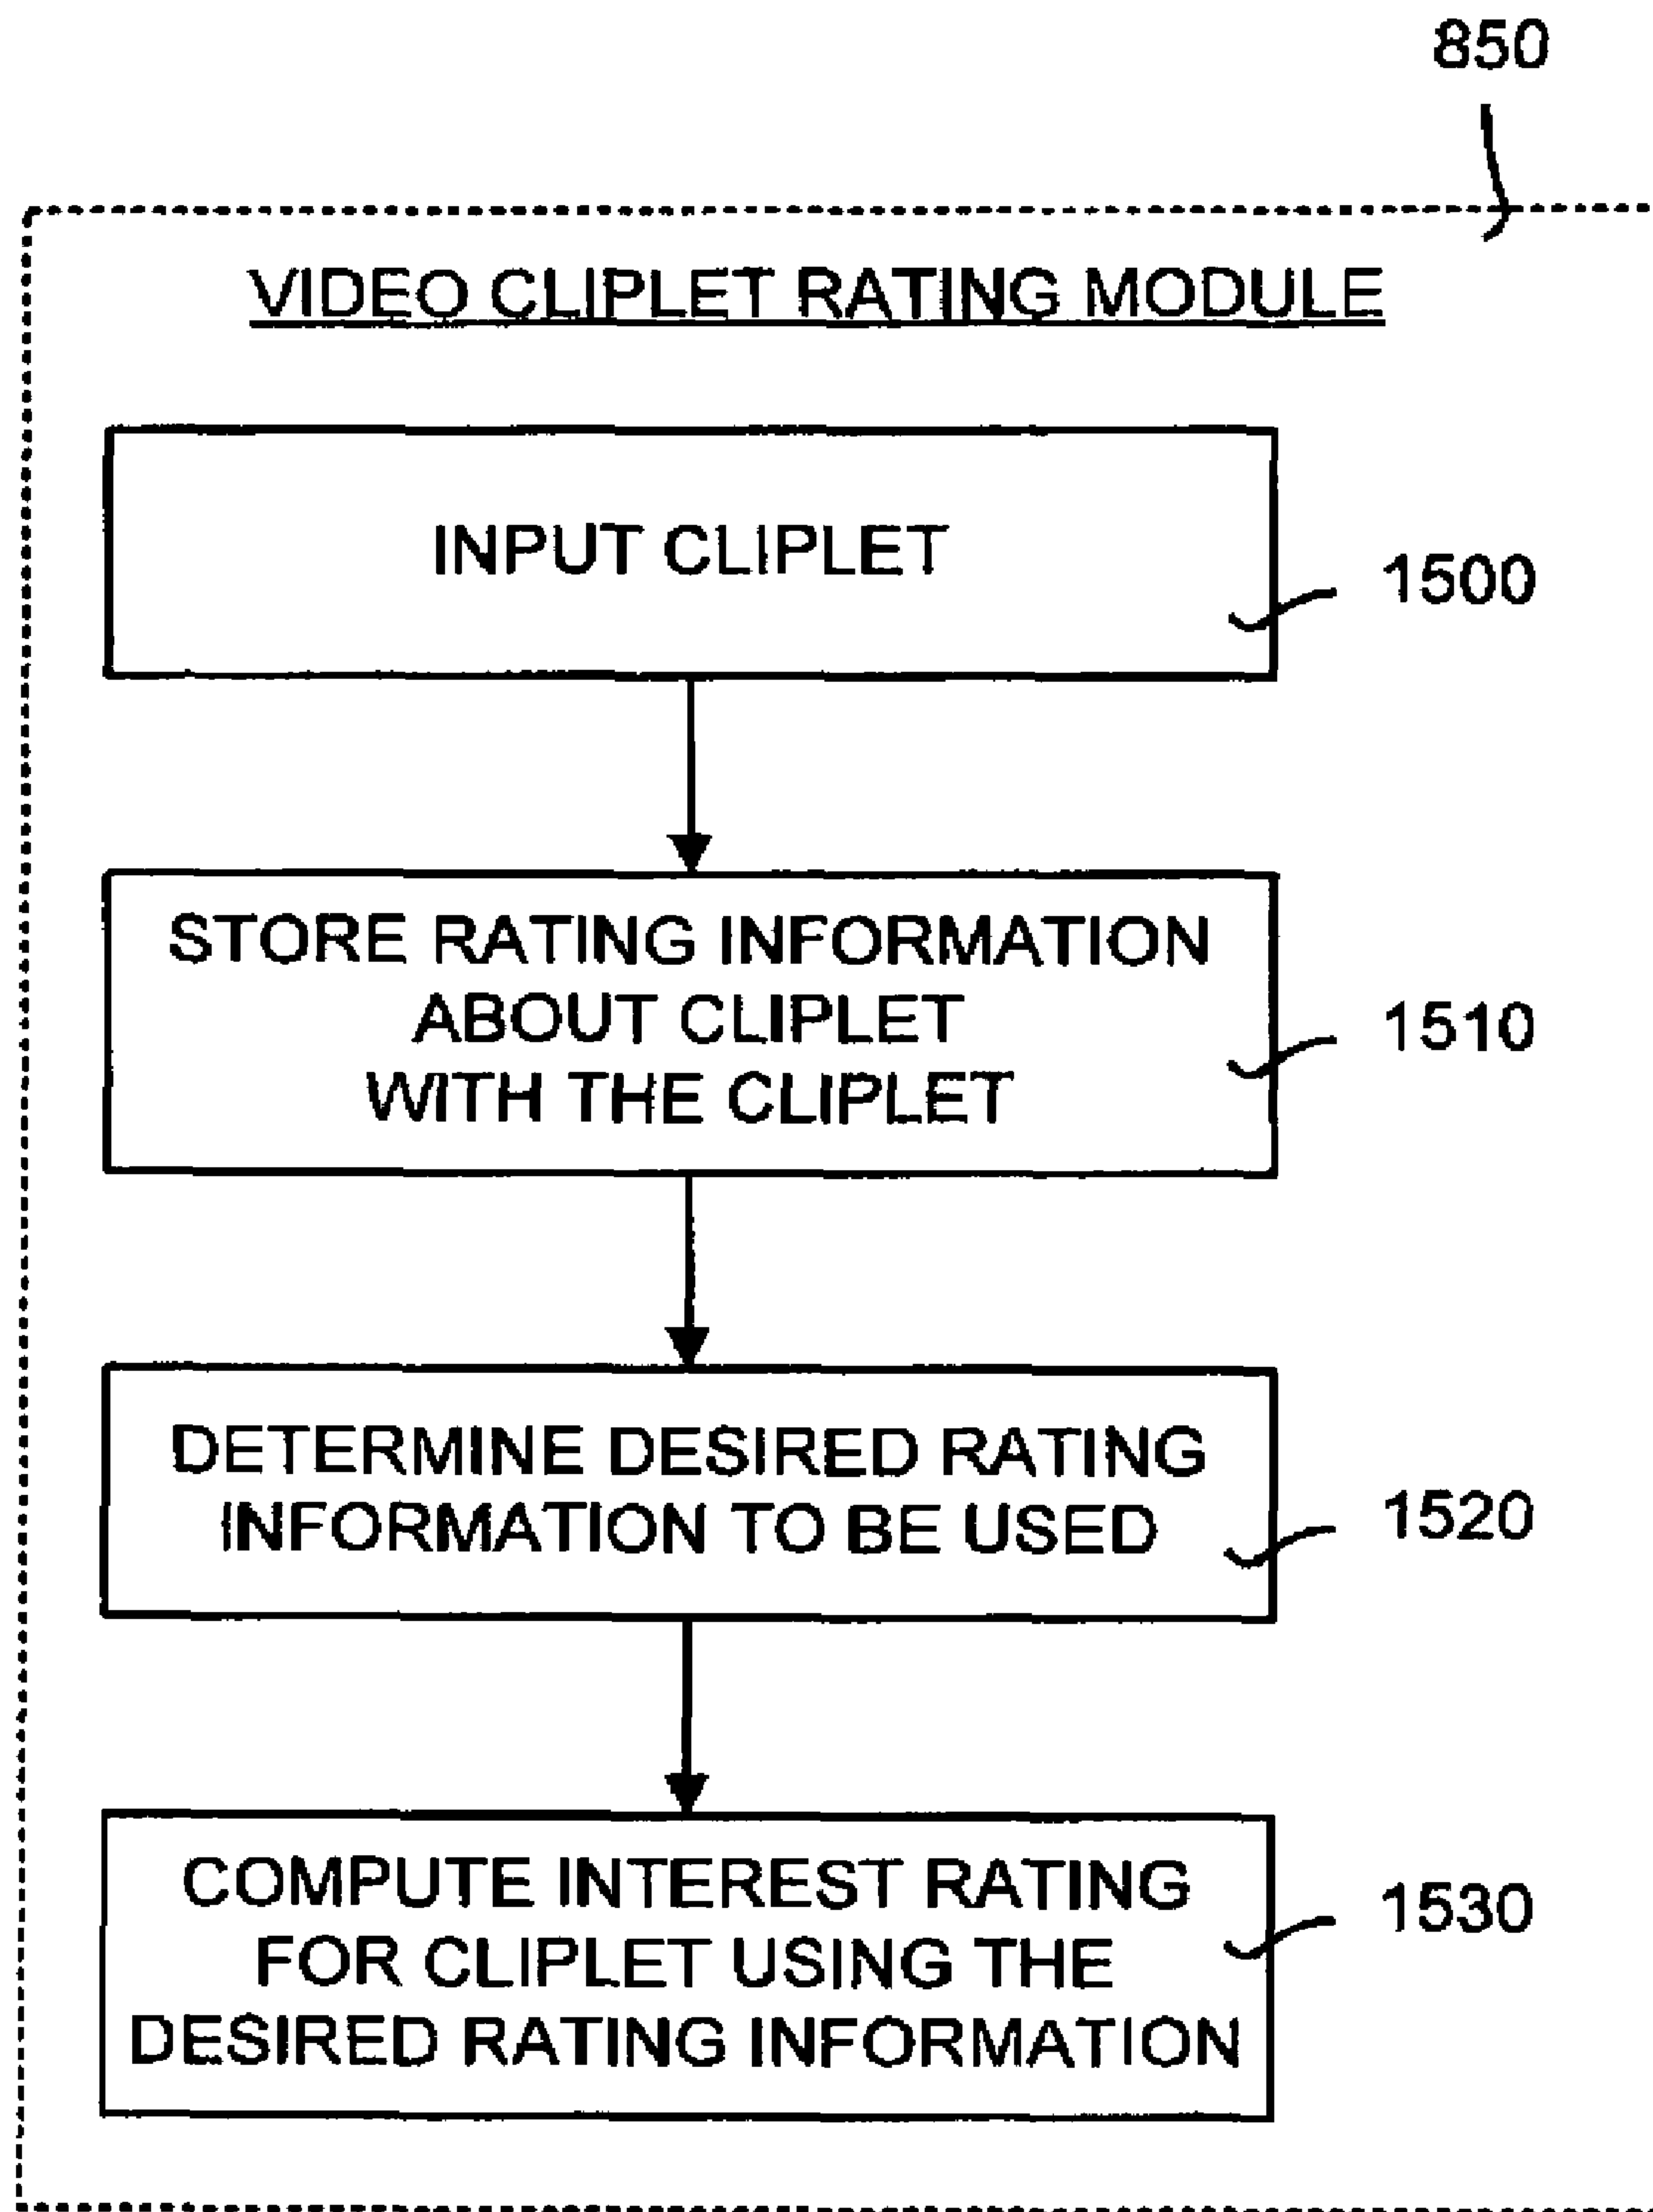 850
VIDEO CLIPLET RATING MODULE
INPUT CLIPLET
1500
STORE RATING INFORMATION
ABOUT CLIPLET
WITH THE CLIPLET
1510
DETERMINE DESIRED RATING
INFORMATION TO BE USED
1520
COMPUTE INTEREST RATING
FOR CLIPLET USING THE
DESIRED RATING INFORMATION
1530